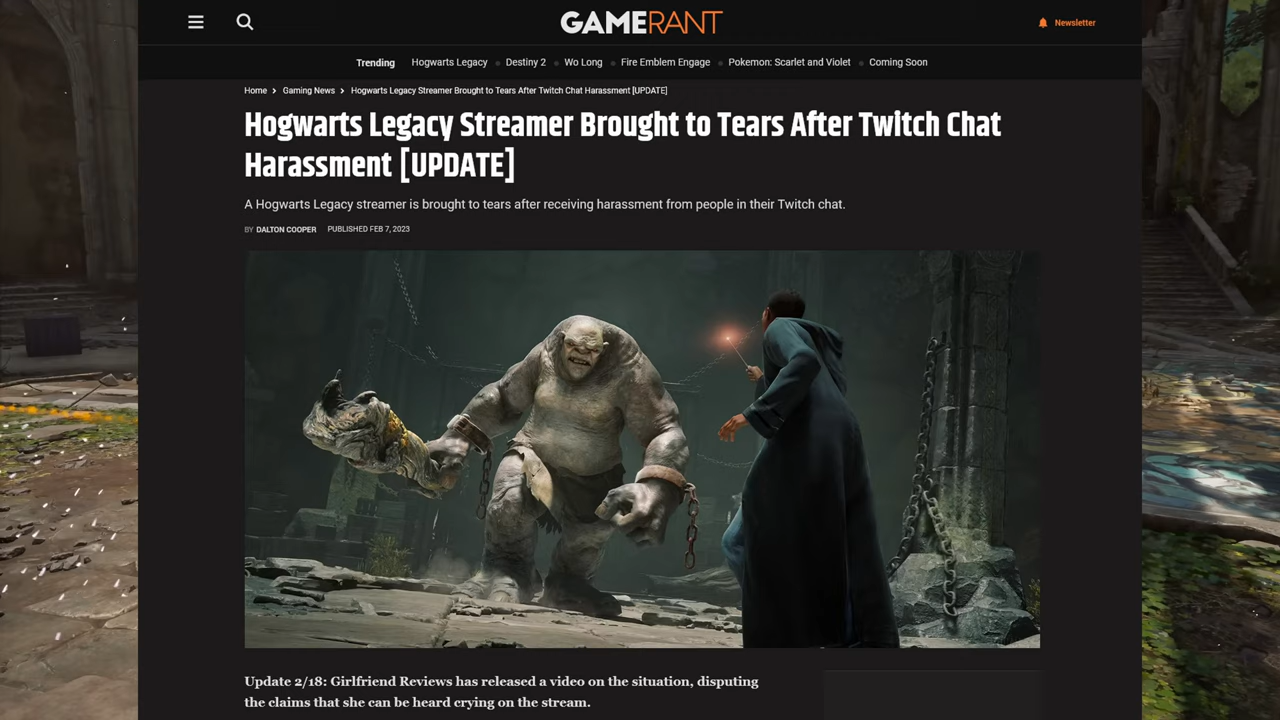 GAMERANT
Newsletter
Trending Hogwarts Legacy Destiny 2 Wo Long Fire Emblem Engage Pokemon: Scarlet and Violet Coming Soon
Home > Gaming News > Hogwarts Legacy Streamer Brought to Tears After Twitch Chat Harassment [UPDATE]
Hogwarts Legacy Streamer Brought to Tears After Twitch Chat
Harassment [UPDATE]
A Hogwarts Legacy streamer is brought to tears after receiving harassment from people in their Twitch chat.
BY DALTON COOPER PUBLISHED FEB 7, 2023
Update 2/18: Girlfriend Reviews has released a video on the situation, disputing
the claims that she can be heard crying on the stream.